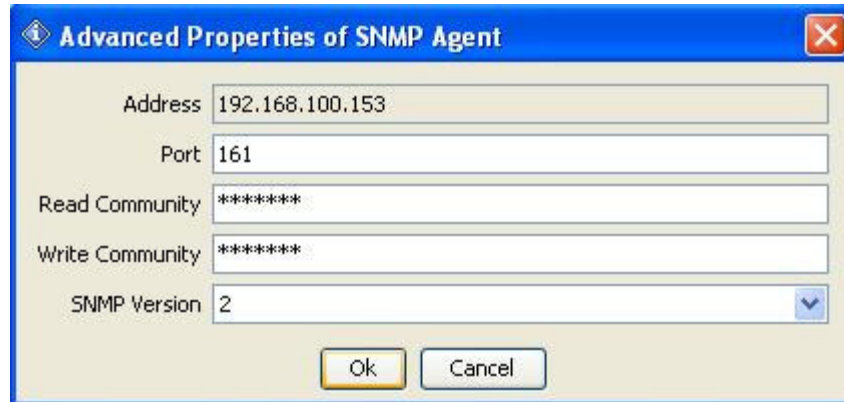 Advanced Properties of SNMP Agent
Address 192.168.100.153
Port 161
Read Community *******
Write Community *******
SNMP Version 2
Ok Cancel